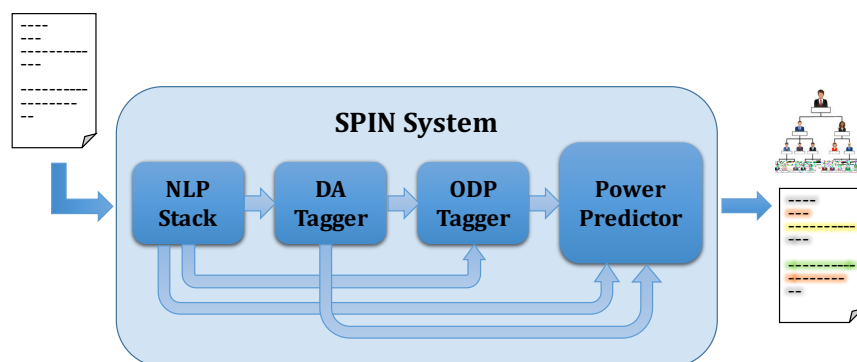 SPIN System
NLP
Stack
DA
Tagger
ODP
Tagger
Power
Predictor